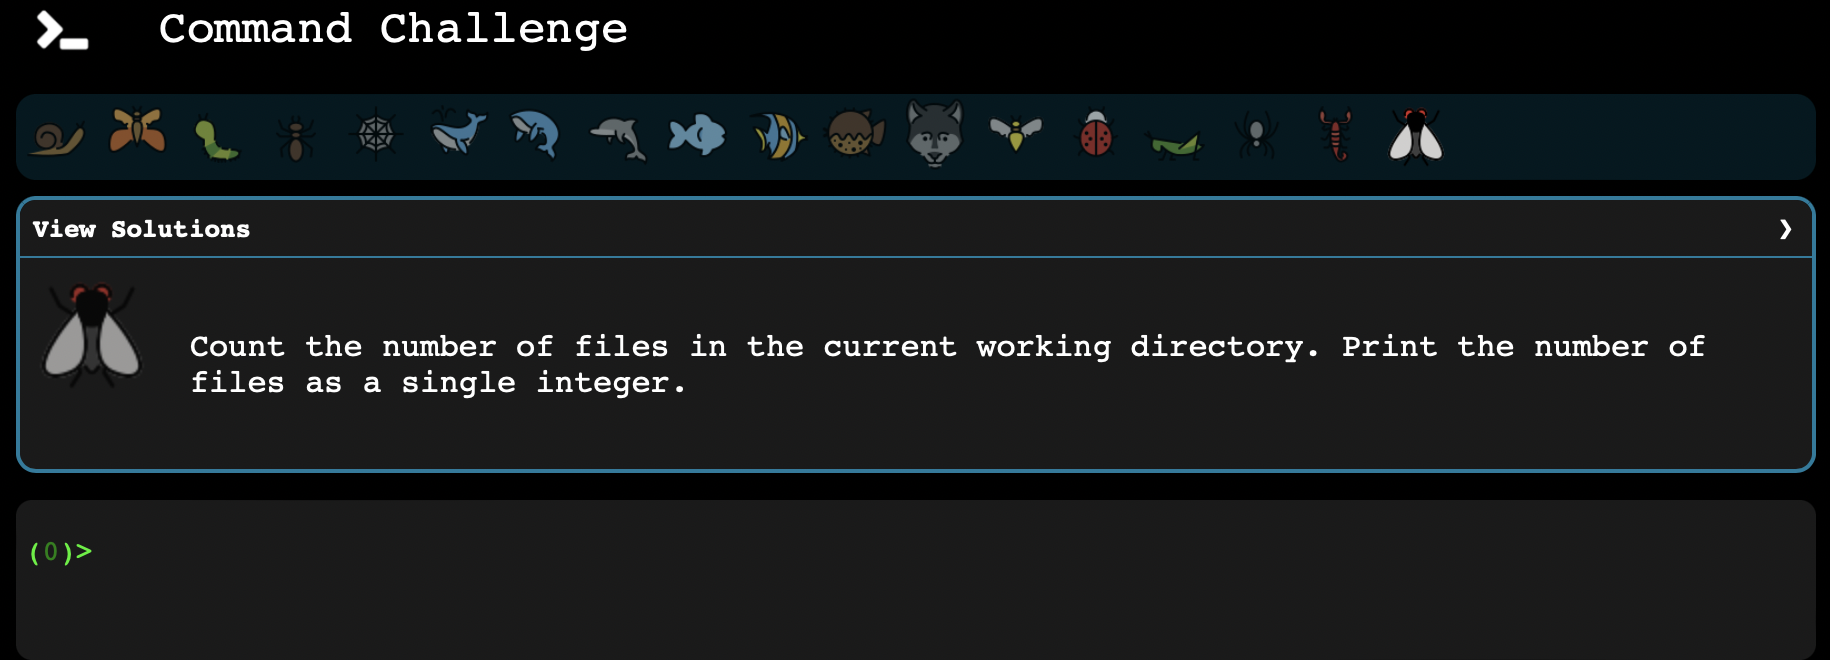 Command Challenge
View Solutions
Count the number of files in the current working directory. Print the number of
files as a single integer.
(0)>